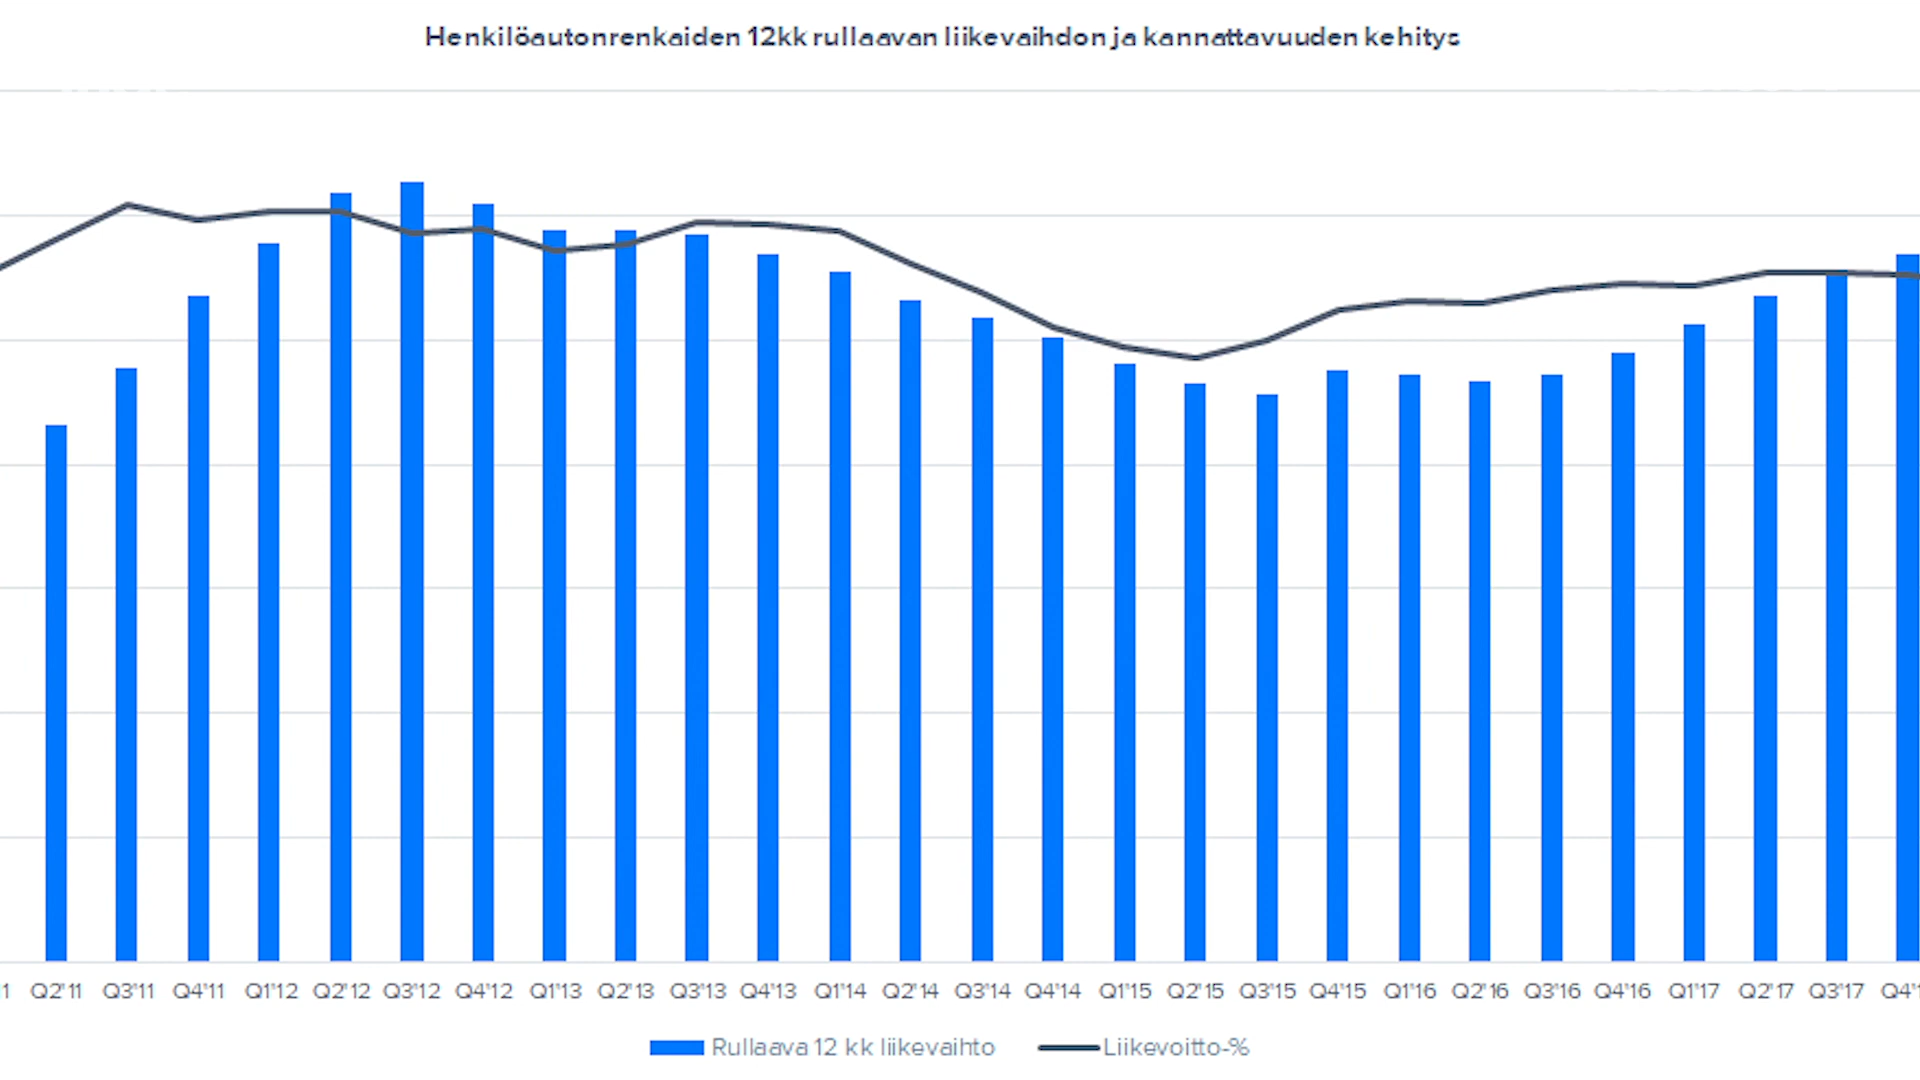 Henkilöautonrenkaiden 12kk rullaavan liikevaihdon ja kannattavuuden kehitys
Q2'11 Q3'11 Q4'11 Q1'12 Q2'12 Q3'12 Q4'12 Q1'13 Q2'13 Q3'13 Q4'13 Q1'14 Q2'14 Q3'14 Q4'14 Q1'15 Q2'15 Q3'15 Q4'15 Q1'16 Q2'16 Q3'16 Q4'16 Q1'17 Q2'17 Q3'17
Rullaava 12 kk liikevaihto Liikevoitto-%